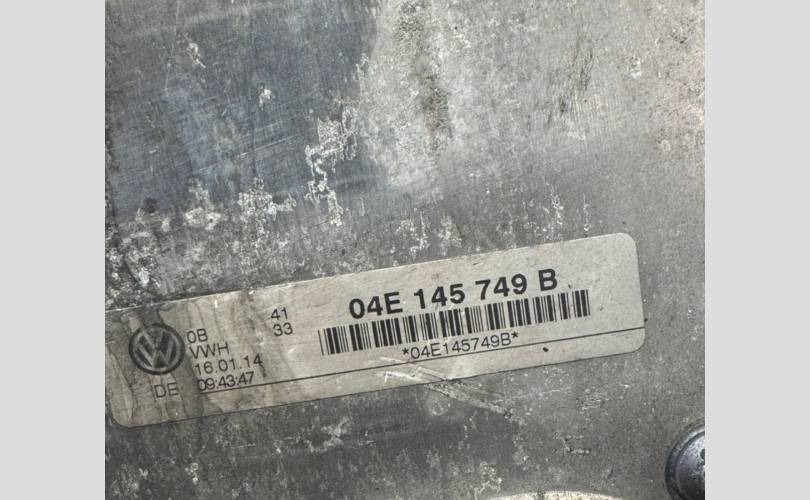 04E 145 749 B
*04E145749B*
0B 41
VWH 33
16.01.14
DE 09:43:47